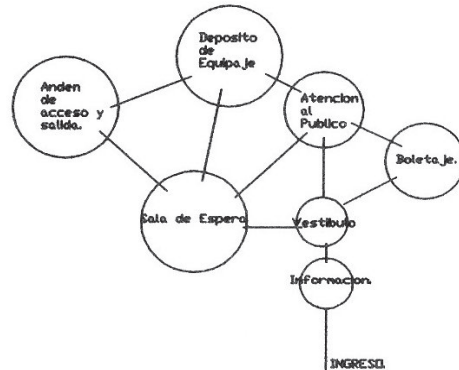 Deposito
de
Equipaje
Anden
de
acceso y
salida.
Atencion
al
Publico
Boletaje.
Sala de Espera
Vestibulo
Informacion.
INGRESO.